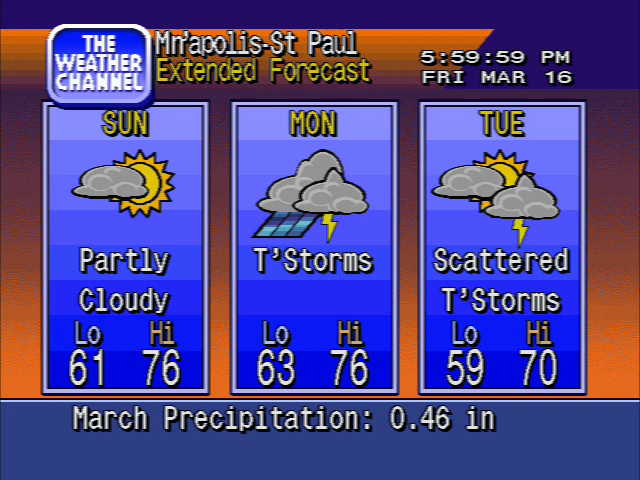 THE
WEATHER
CHANNEL
Mn'apolis-St Paul
Extended Forecast
5:59:59 PM
FRI MAR 16
SUN
Partly
Cloudy
Lo Hi
61 76
MON
T'Storms
Lo Hi
63 76
TUE
Scattered
T'Storms
Lo Hi
59 70
March Precipitation: 0.46 in